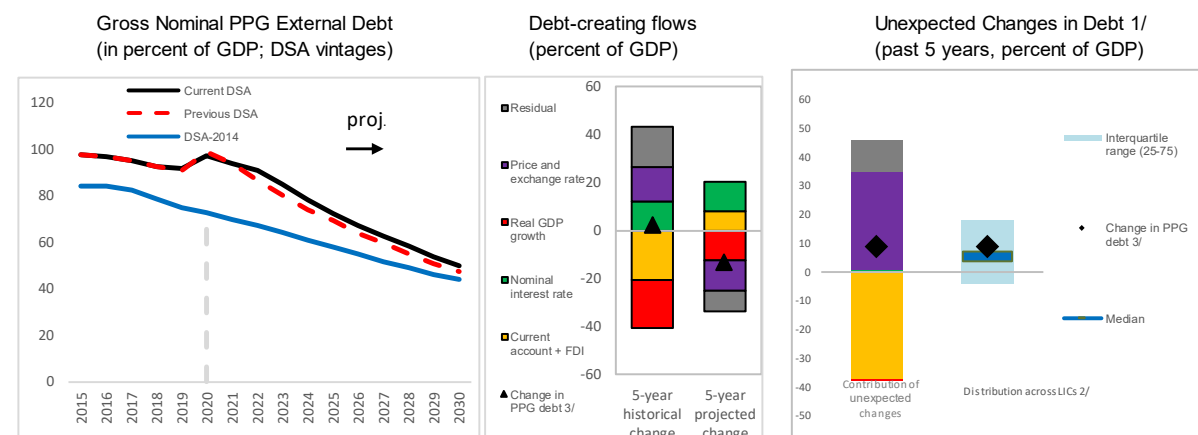 Gross Nominal PPG External Debt
(in percent of GDP; DSA vintages)
Current DSA
Previous DSA
DSA-2014
proj.
120
100
80
60
40
20
0
2015
2016
2017
2018
2019
2020
2021
2022
2023
2024
2025
2026
2027
2028
2029
2030
Debt-creating flows
(percent of GDP)
Residual
Price and
exchange rate
Real GDP
growth
Nominal
interest rate
Current
account + FDI
Change in
PPG debt 3/
60
40
20
0
-20
-40
-60
5-year
historical
change
5-year
projected
change
Unexpected Changes in Debt 1/
(past 5 years, percent of GDP)
60
50
40
30
20
10
0
-10
-20
-30
-40
-50
Contribution of
unexpected
changes
Distribution across LICs 2/
Interquartile
range (25-75)
Change in PPG
debt 3/
Median